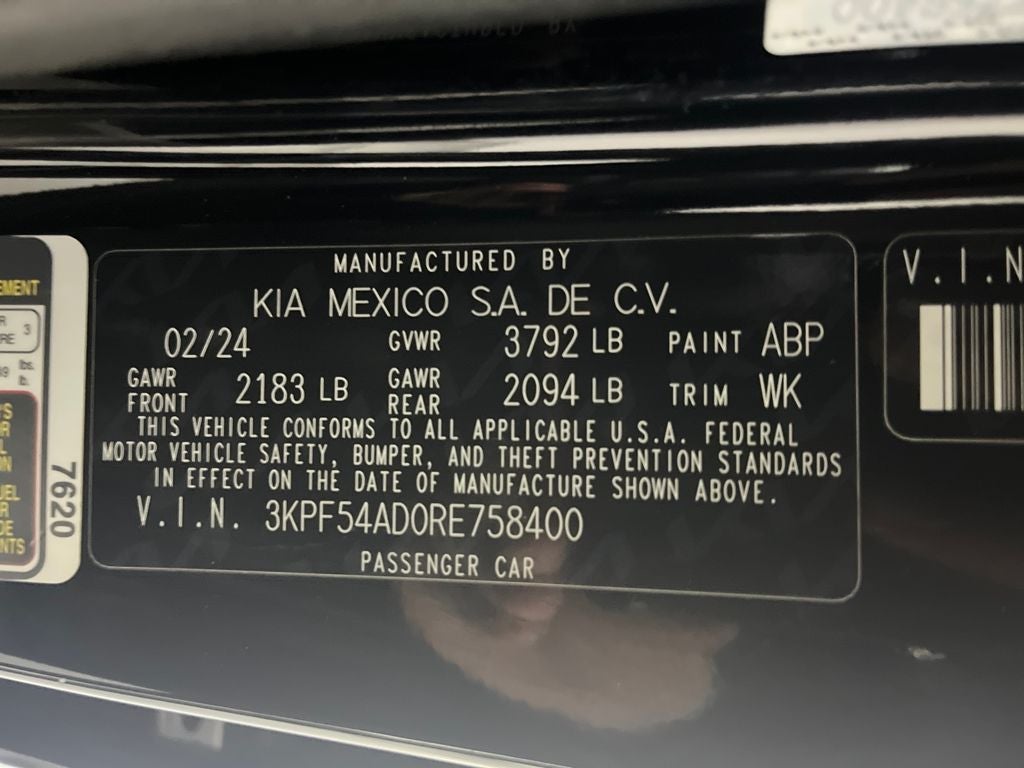 MANUFACTURED BY
KIA MEXICO S.A. DE C.V.
02/24 GVWR 3792 LB PAINT ABP
GAWR FRONT 2183 LB GAWR REAR 2094 LB TRIM WK
THIS VEHICLE CONFORMS TO ALL APPLICABLE U.S.A. FEDERAL
MOTOR VEHICLE SAFETY, BUMPER, AND THEFT PREVENTION STANDARDS
IN EFFECT ON THE DATE OF MANUFACTURE SHOWN ABOVE.
V.I.N. 3KPF54AD0RE758400
PASSENGER CAR
V.I.N
7620
3
lbs.